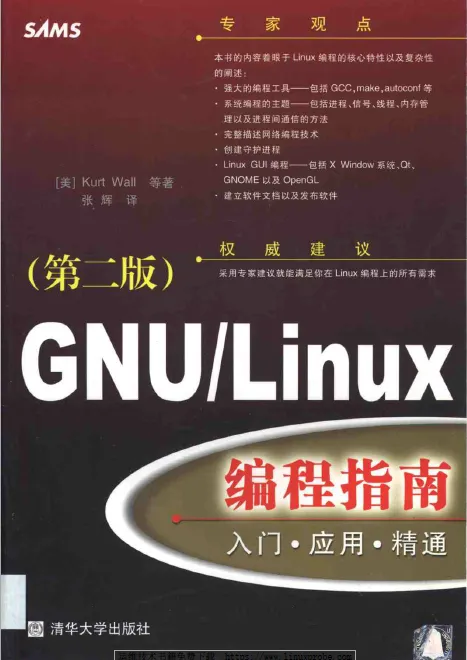 SAMS
专家观点
本书的内容着眼于 Linux 编程的核心特性以及复杂性
的阐述：
· 强大的编程工具——包括 GCC,make,autoconf 等
· 系统编程的主题——包括进程、信号、线程、内存管
理以及进程间通信的方法
· 完整描述网络编程技术
· 创建守护进程
· Linux GUI 编程——包括 X Window 系统、Qt、
GNOME 以及 OpenGL
· 建立软件文档以及发布软件
[美] Kurt Wall 等著
张辉 译
权威建议
采用专家建议就能满足你在 Linux 编程上的所有需求
（第二版）
GNU/Linux
编程指南
入门·应用·精通
清华大学出版社